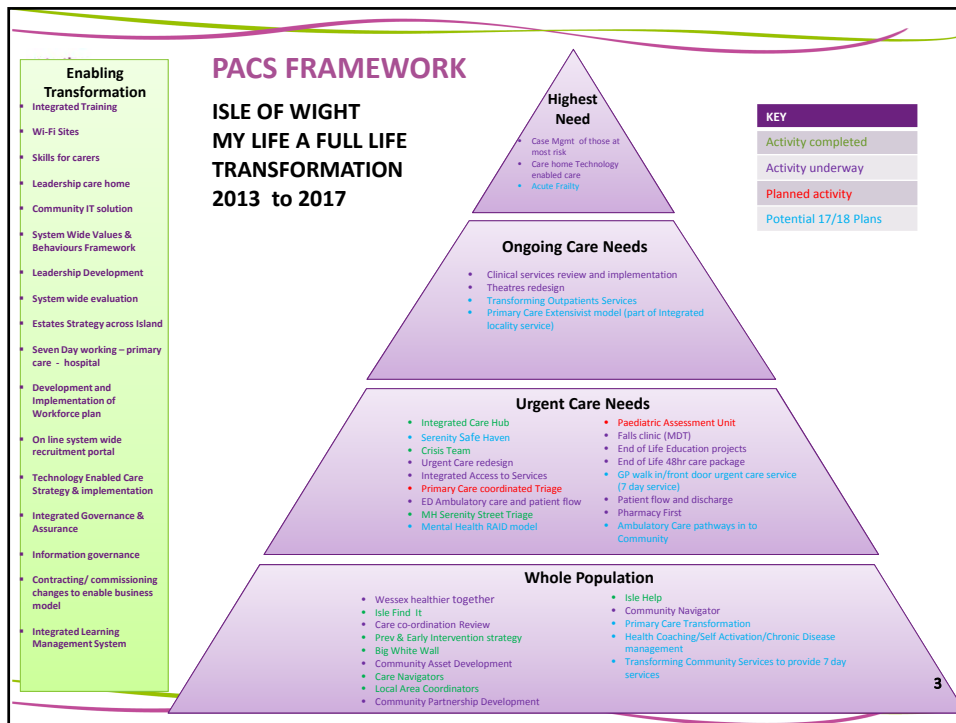 Enabling
Transformation
▪ Integrated Training
▪ Wi-Fi Sites
▪ Skills for carers
▪ Leadership care home
▪ Community IT solution
▪ System Wide Values &
Behaviours Framework
▪ Leadership Development
▪ System wide evaluation
▪ Estates Strategy across Island
▪ Seven Day working – primary
care - hospital
▪ Development and
Implementation of
Workforce plan
▪ On line system wide
recruitment portal
▪ Technology Enabled Care
Strategy & implementation
▪ Integrated Governance &
Assurance
▪ Information governance
▪ Contracting/ commissioning
changes to enable business
model
▪ Integrated Learning
Management System
PACS FRAMEWORK
ISLE OF WIGHT
MY LIFE A FULL LIFE
TRANSFORMATION
2013 to 2017
KEY
Activity completed
Activity underway
Planned activity
Potential 17/18 Plans
Highest
Need
• Case Mgmt of those at
most risk
• Care home Technology
enabled care
• Acute Frailty
Ongoing Care Needs
• Clinical services review and implementation
• Theatres redesign
• Transforming Outpatients Services
• Primary Care Extensivist model (part of Integrated
locality service)
Urgent Care Needs
• Integrated Care Hub
• Serenity Safe Haven
• Crisis Team
• Urgent Care redesign
• Integrated Access to Services
• Primary Care coordinated Triage
• ED Ambulatory care and patient flow
• MH Serenity Street Triage
• Mental Health RAID model
• Paediatric Assessment Unit
• Falls clinic (MDT)
• End of Life Education projects
• End of Life 48hr care package
• GP walk in/front door urgent care service
(7 day service)
• Patient flow and discharge
• Pharmacy First
• Ambulatory Care pathways in to
Community
Whole Population
• Wessex healthier together
• Isle Find It
• Care co-ordination Review
• Prev & Early Intervention strategy
• Big White Wall
• Community Asset Development
• Care Navigators
• Local Area Coordinators
• Community Partnership Development
• Isle Help
• Community Navigator
• Primary Care Transformation
• Health Coaching/Self Activation/Chronic Disease
management
• Transforming Community Services to provide 7 day
services
3